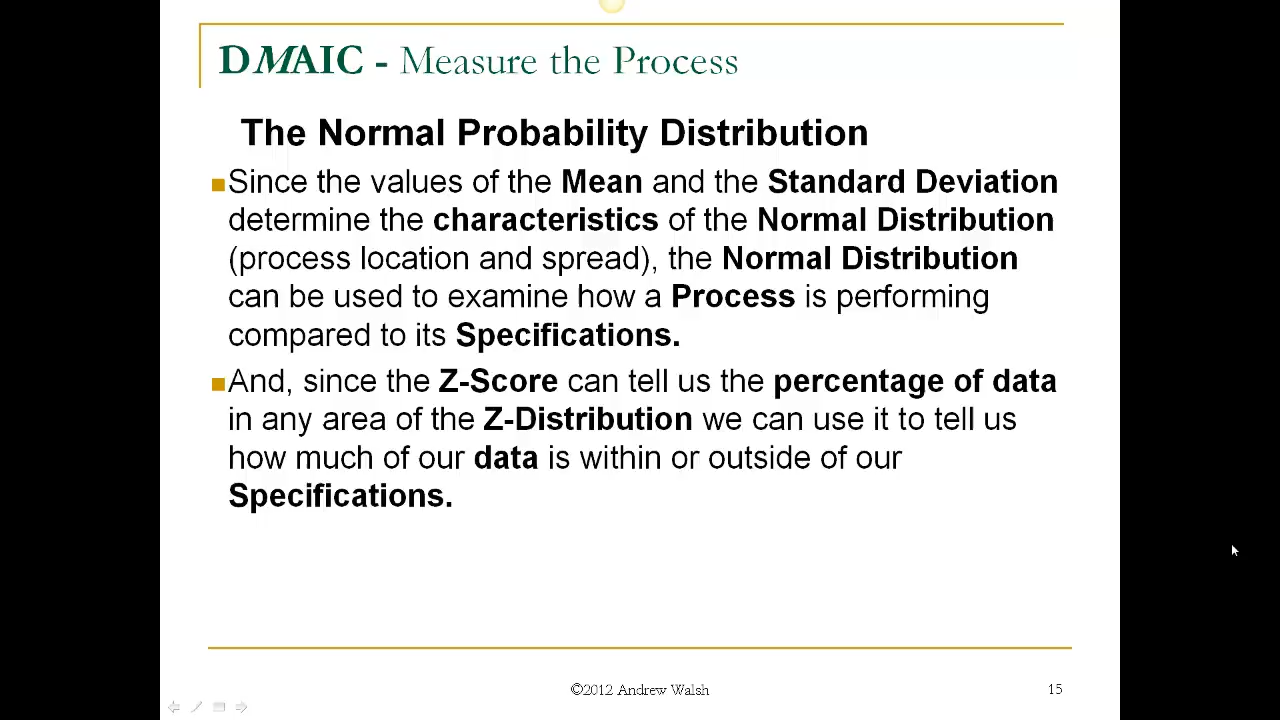 DMAIC - Measure the Process
The Normal Probability Distribution
Since the values of the Mean and the Standard Deviation
determine the characteristics of the Normal Distribution
(process location and spread), the Normal Distribution
can be used to examine how a Process is performing
compared to its Specifications.
And, since the Z-Score can tell us the percentage of data
in any area of the Z-Distribution we can use it to tell us
how much of our data is within or outside of our
Specifications.
©2012 Andrew Walsh
15